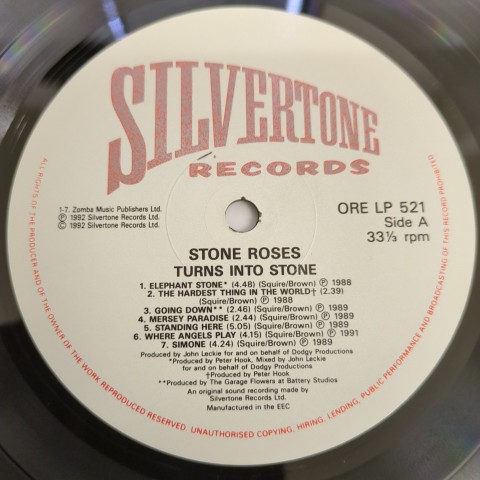 SILVERTONE
RECORDS
1-7. Zomba Music Publishers Ltd.
Ⓟ 1992 Silvertone Records Ltd.
© 1992 Silvertone Records Ltd.
ORE LP 521
Side A
33⅓ rpm
STONE ROSES
TURNS INTO STONE
1. ELEPHANT STONE* (4.48) (Squire/Brown) Ⓟ 1988
2. THE HARDEST THING IN THE WORLD† (2.39)
(Squire/Brown) Ⓟ 1988
3. GOING DOWN** (2.46) (Squire/Brown) Ⓟ 1989
4. MERSEY PARADISE (2.44) (Squire/Brown) Ⓟ 1989
5. STANDING HERE (5.05) (Squire/Brown) Ⓟ 1989
6. WHERE ANGELS PLAY (4.15) (Squire/Brown) Ⓟ 1991
7. SIMONE (4.24) (Squire/Brown) Ⓟ 1989
Produced by John Leckie for and on behalf of Dodgy Productions
*Produced by Peter Hook, Mixed by John Leckie
for and on behalf of Dodgy Productions
†Produced by Peter Hook
**Produced by The Garage Flowers at Battery Studios
An original sound recording made by
Silvertone Records Ltd.
Manufactured in the EEC
ALL RIGHTS OF THE PRODUCER AND OF THE OWNER OF THE WORK REPRODUCED RESERVED. UNAUTHORISED COPYING, HIRING, LENDING, PUBLIC PERFORMANCE AND BROADCASTING OF THIS RECORD PROHIBITED